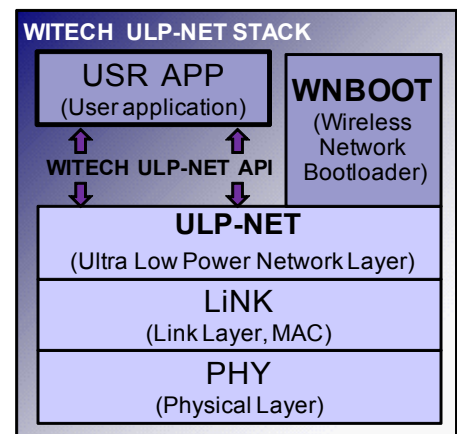 WITECH ULP-NET STACK
USR APP
(User application)
WITECH ULP-NET API
WNBOOT
(Wireless
Network
Bootloader)
ULP-NET
(Ultra Low Power Network Layer)
LiNK
(Link Layer, MAC)
PHY
(Physical Layer)